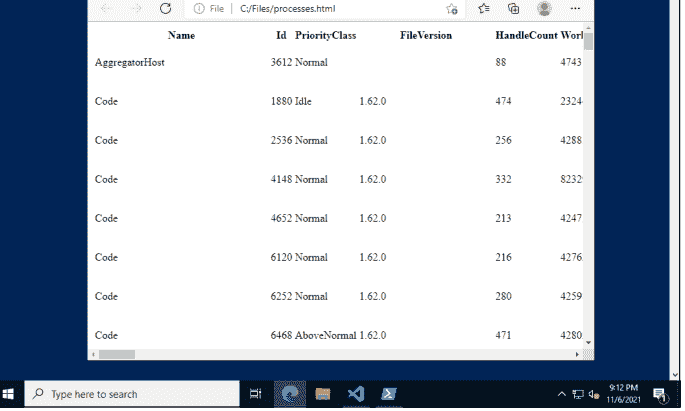 File C:/Files/processes.html
Name Id PriorityClass FileVersion HandleCount Work
AggregatorHost 3612 Normal 88 4743
Code 1880 Idle 1.62.0 474 2324
Code 2536 Normal 1.62.0 256 4288
Code 4148 Normal 1.62.0 332 8232
Code 4652 Normal 1.62.0 213 4247
Code 6120 Normal 1.62.0 216 4276
Code 6252 Normal 1.62.0 280 4259
Code 6468 AboveNormal 1.62.0 471 4280
Type here to search
9:12 PM
11/6/2021
1